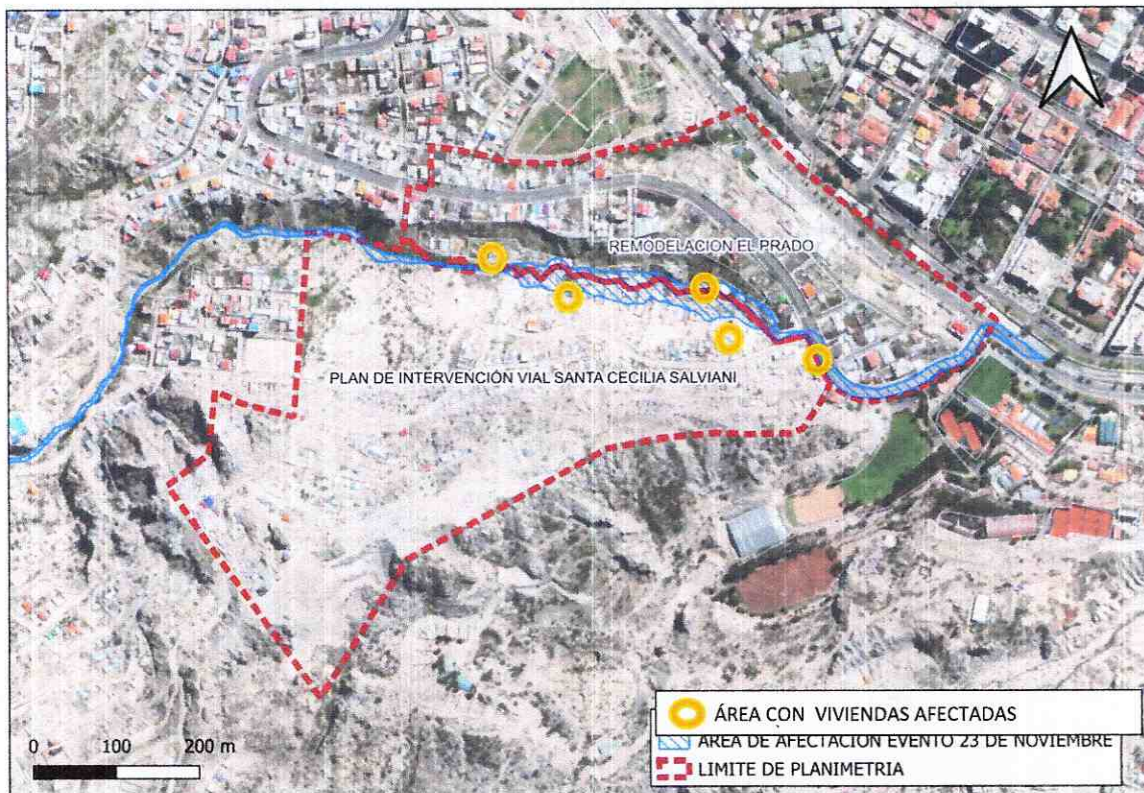 REMODELACION EL PRADO
PLAN DE INTERVENCIÓN VIAL SANTA CECILIA SALVIANI
0 100 200 m
ÁREA CON VIVIENDAS AFECTADAS
AREA DE AFECTACION EVENTO 23 DE NOVIEMBRE
LIMITE DE PLANIMETRIA